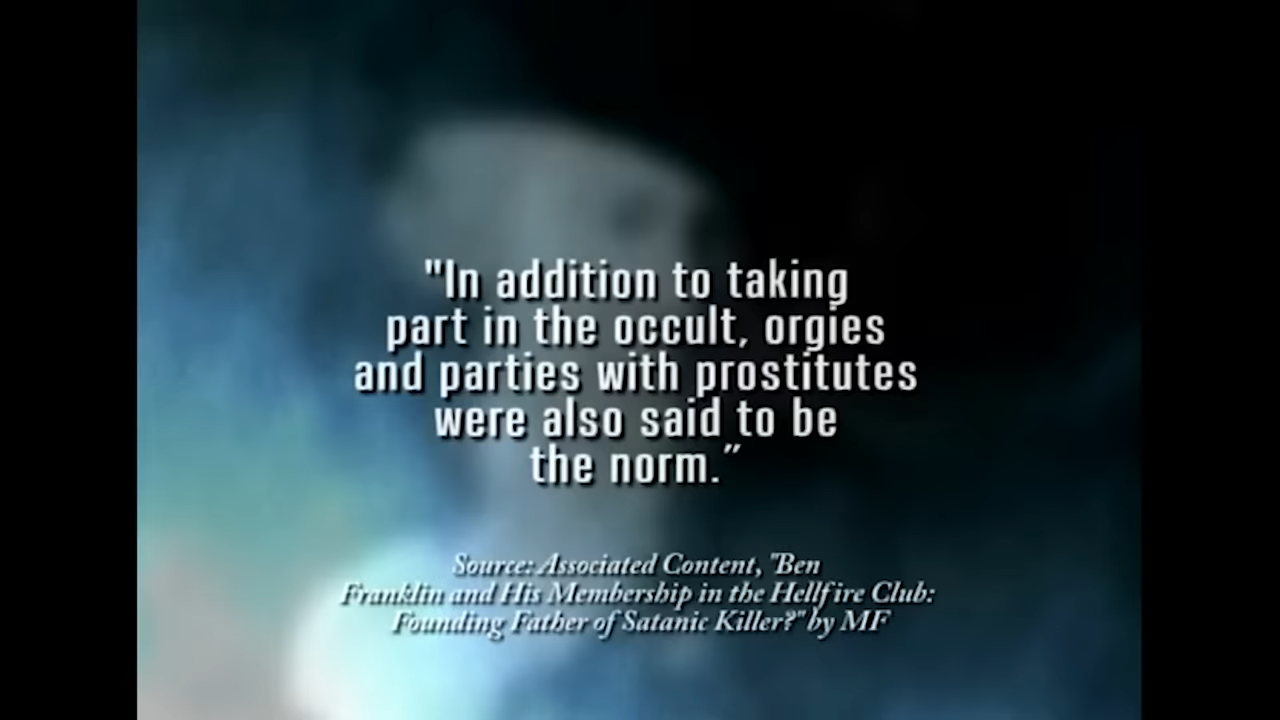 "In addition to taking
part in the occult, orgies
and parties with prostitutes
were also said to be
the norm.”
Source: Associated Content, "Ben
Franklin and His Membership in the Hellfire Club:
Founding Father of Satanic Killer?" by MF